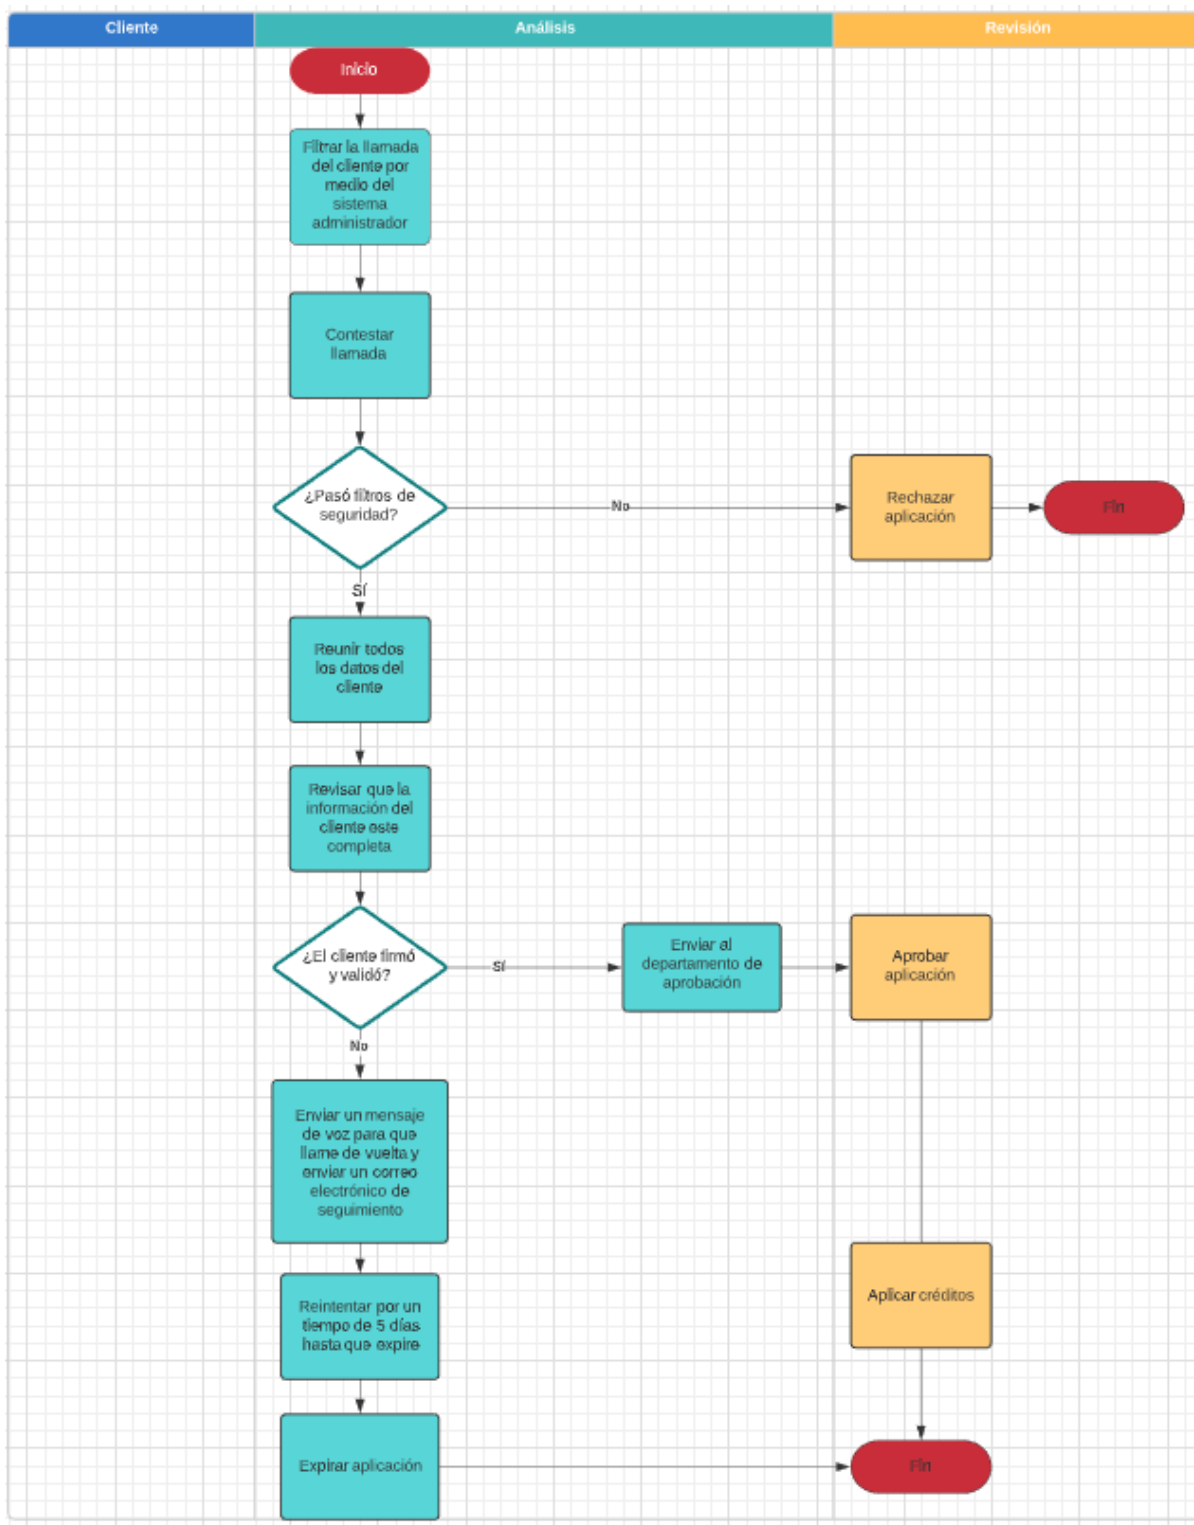 Cliente
Análisis
Revisión
Inicio
Filtrar la llamada
del cliente por
medio del
sistema
administrador
Contestar
llamada
¿Pasó filtros de
seguridad?
No
Rechazar
aplicación
Fin
Sí
Reunir todos
los datos del
cliente
Revisar que la
información del
cliente este
completa
¿El cliente firmó
y validó?
Sí
Enviar al
departamento de
aprobación
Aprobar
aplicación
No
Enviar un mensaje
de voz para que
llame de vuelta y
enviar un correo
electrónico de
seguimiento
Reintentar por un
tiempo de 5 días
hasta que expire
Aplicar créditos
Expirar aplicación
Fin